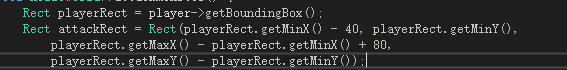 Rect playerRect = player->getBoundingBox();
Rect attackRect = Rect(playerRect.getMinX() - 40, playerRect.getMinY(),
playerRect.getMaxX() - playerRect.getMinX() + 80,
playerRect.getMaxY() - playerRect.getMinY());